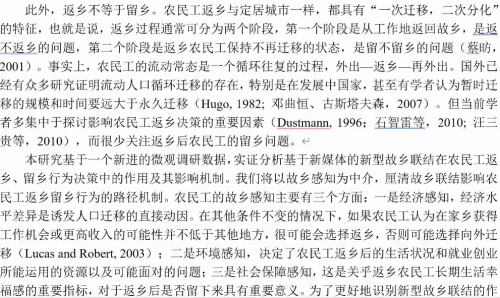 此外，返乡不等于留乡。农民工返乡与定居城市一样，都具有“一次迁移，二次分化”
的特征，也就是说，返乡过程通常可分为两个阶段，第一个阶段是从工作地返回故乡，是返
不返乡的问题，第二个阶段是返乡农民工保持不再迁移的状态，是留不留乡的问题（蔡昉，
2001）。事实上，农民工的流动常态是一个循环往复的过程，外出—返乡—再外出。国外已
经有众多研究证明流动人口循环迁移的存在，特别是在发展中国家，甚至有学者认为暂时迁
移的规模和时间要远大于永久迁移（Hugo, 1982; 邓曲恒、古斯塔夫森，2007）。但当前学
者多集中于探讨影响农民工返乡决策的重要因素（Dustmann, 1996；石智雷等，2010; 汪三
贵等，2010），而很少关注返乡后农民工的留乡问题。
本研究基于一个新进的微观调研数据，实证分析基于新媒体的新型故乡联结在农民工返
乡、留乡行为决策中的作用及其影响机制。我们将以故乡感知为中介，厘清故乡联结影响农
民工返乡留乡行为的路径机制。农民工的故乡感知主要有三个方面：一是经济感知，经济水
平差异是诱发人口迁移的直接动因。在其他条件不变的情况下，如果农民工认为在家乡获得
工作机会或更高收入的可能性并不低于其他地方，很可能会选择返乡，否则可能选择向外迁
移（Lucas and Robert, 2003）；二是环境感知，决定了农民工返乡后的生活状况和就业创业
所能运用的资源以及可能面对的问题；三是社会保障感知，这是关乎返乡农民工长期生活幸
福感的重要指标，对于返乡后是否留下来具有重要意义。为了更好地识别新型故乡联结的作